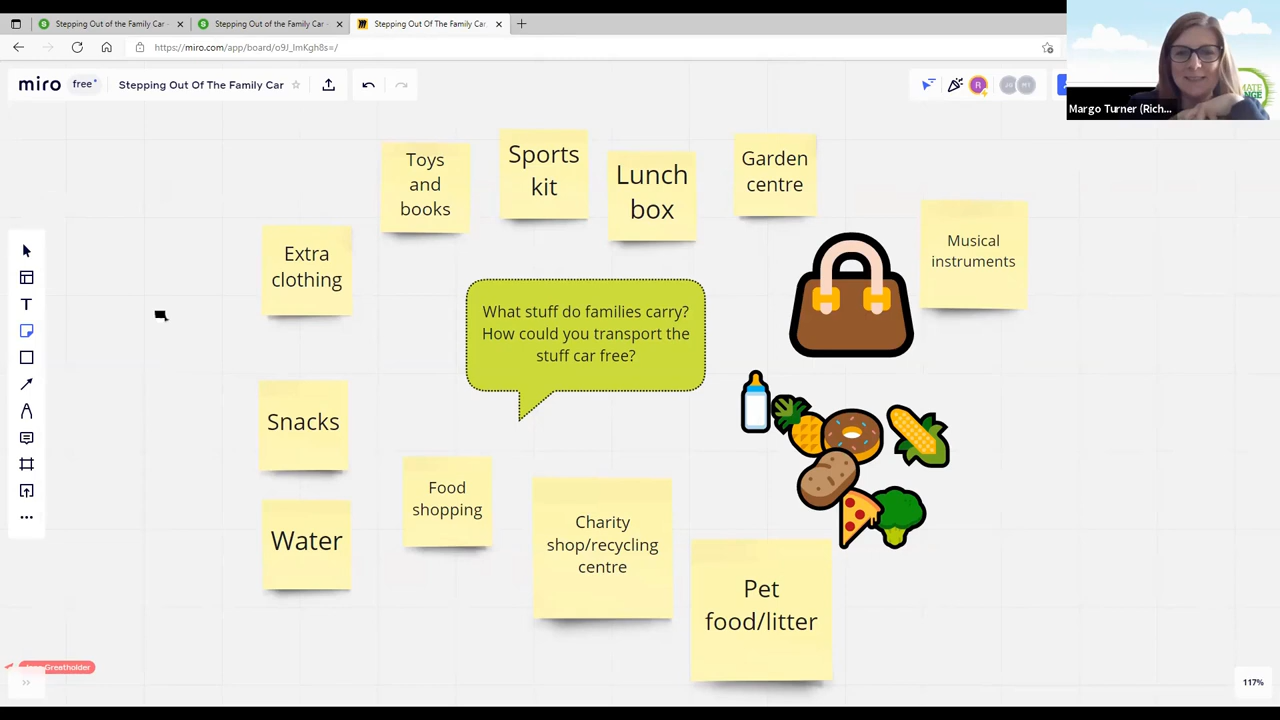 Stepping Out of the Family Car -
Stepping Out of the Family Car -
Stepping Out Of The Family Car,
https://miro.com/app/board/o9J_lmKgh8s=/
miro
free
Stepping Out Of The Family Car
R
Margo Turner (Rich...
Toys
and
books
Sports
kit
Lunch
box
Garden
centre
Extra
clothing
Musical
instruments
What stuff do families carry?
How could you transport the
stuff car free?
Snacks
Water
Food
shopping
Charity
shop/recycling
centre
Pet
food/litter
Greatholder
117%